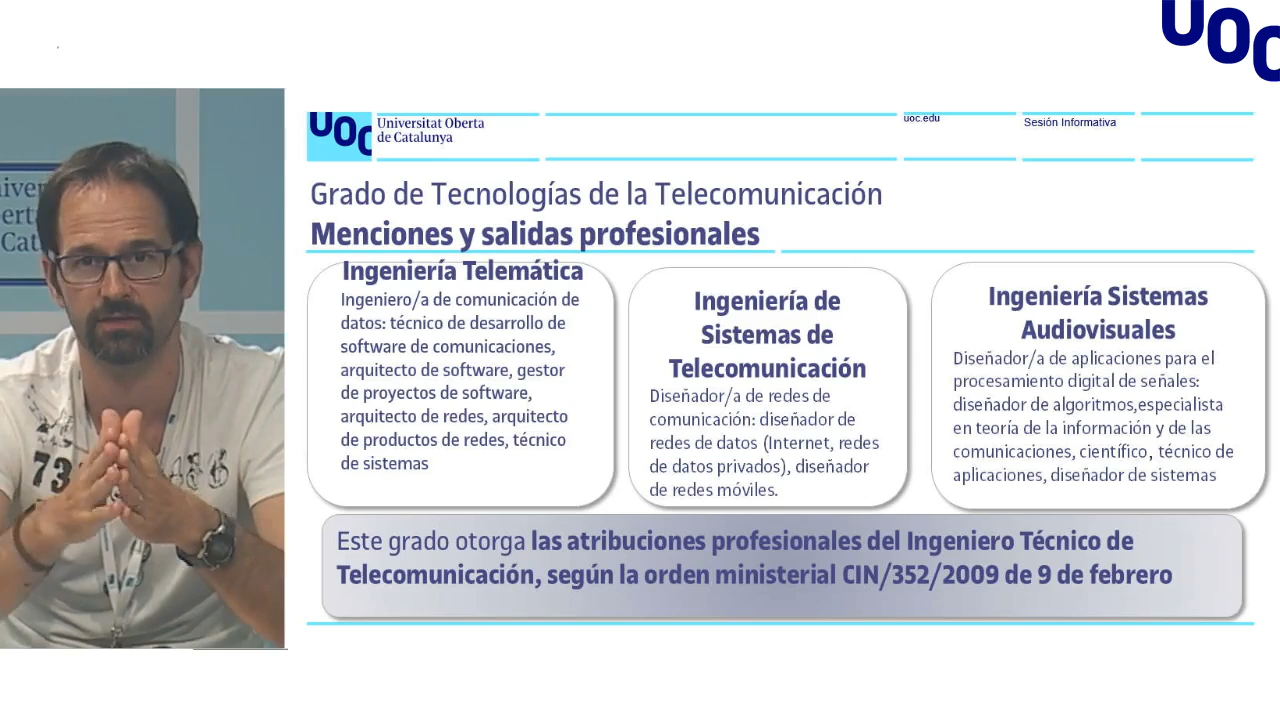 UOC
UOC
Universitat Oberta
de Catalunya
uoc.edu
Sesión Informativa
Grado de Tecnologías de la Telecomunicación
Menciones y salidas profesionales
Ingeniería Telemática
Ingeniero/a de comunicación de
datos: técnico de desarrollo de
software de comunicaciones,
arquitecto de software, gestor
de proyectos de software,
arquitecto de redes, arquitecto
de productos de redes, técnico
de sistemas
Ingeniería de
Sistemas de
Telecomunicación
Diseñador/a de redes de
comunicación: diseñador de
redes de datos (Internet, redes
de datos privados), diseñador
de redes móviles.
Ingeniería Sistemas
Audiovisuales
Diseñador/a de aplicaciones para el
procesamiento digital de señales:
diseñador de algoritmos,especialista
en teoría de la información y de las
comunicaciones, científico, técnico de
aplicaciones, diseñador de sistemas
Este grado otorga las atribuciones profesionales del Ingeniero Técnico de
Telecomunicación, según la orden ministerial CIN/352/2009 de 9 de febrero
73